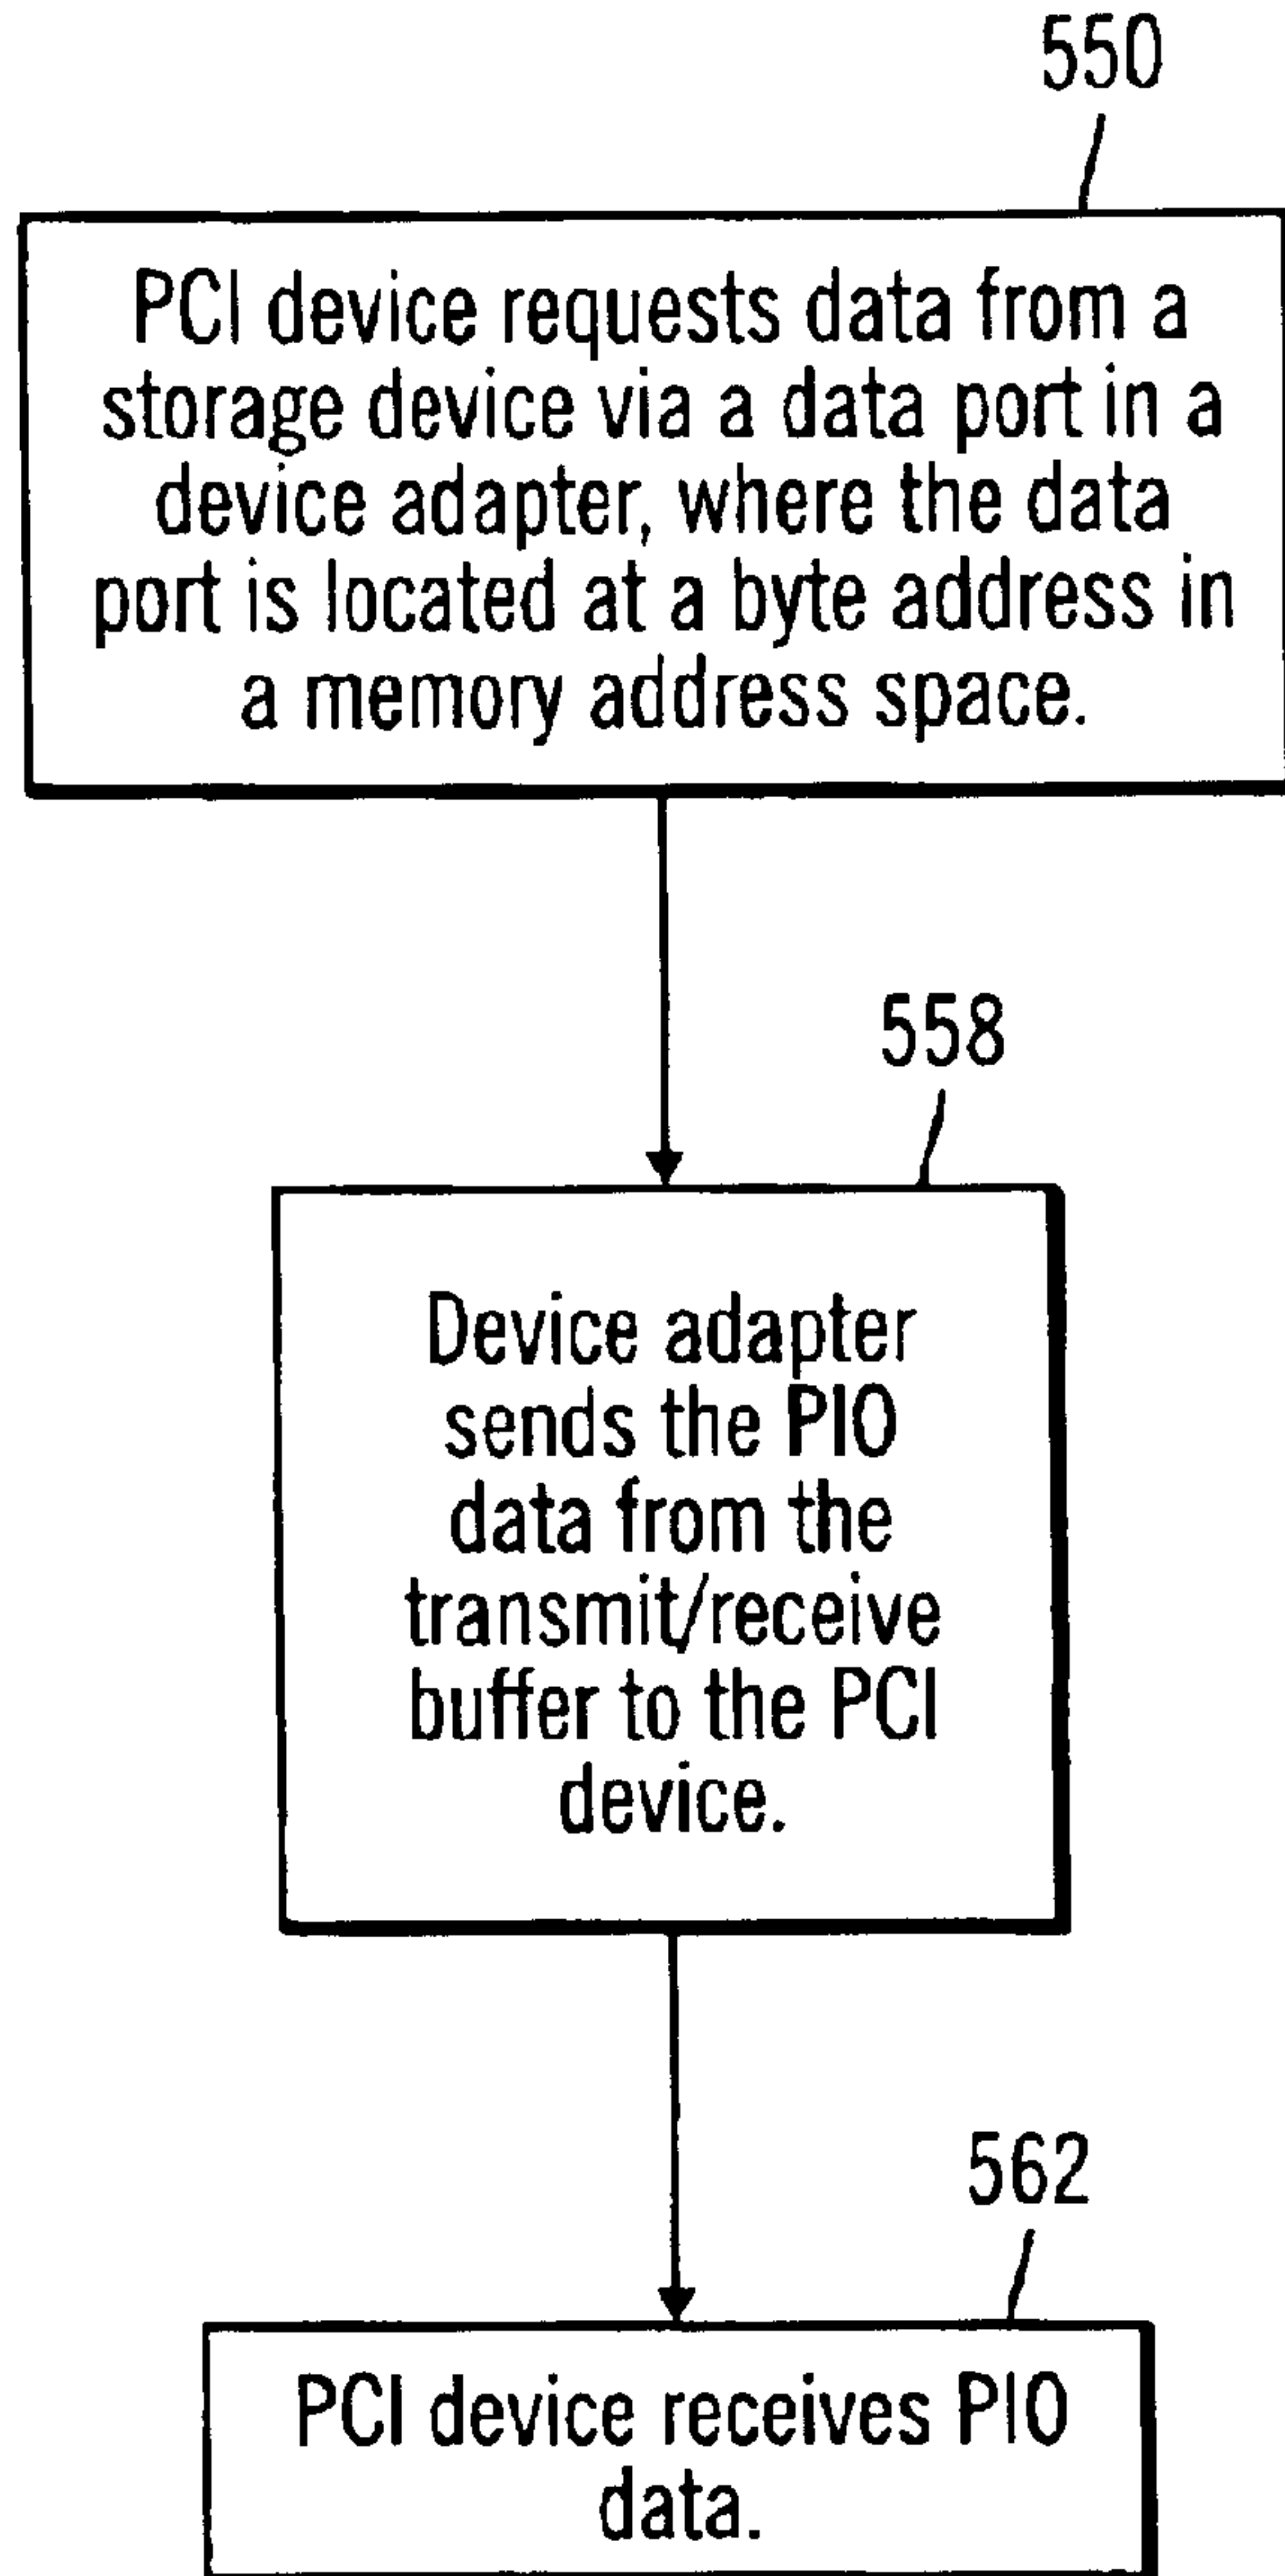 550
PCI device requests data from a
storage device via a data port in a
device adapter, where the data
port is located at a byte address in
a memory address space.
558
Device adapter
sends the PIO
data from the
transmit/receive
buffer to the PCI
device.
562
PCI device receives PIO
data.